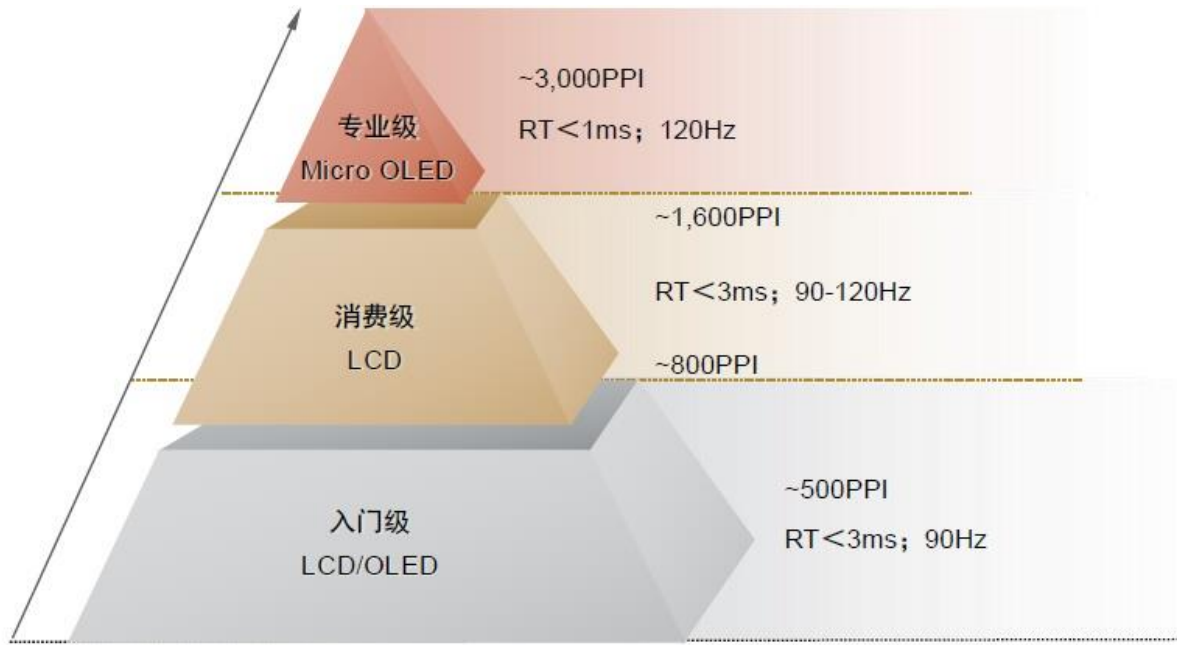 ~3,000PPI
RT＜1ms；120Hz
专业级
Micro OLED
~1,600PPI
RT＜3ms；90-120Hz
~800PPI
消费级
LCD
~500PPI
RT＜3ms；90Hz
入门级
LCD/OLED